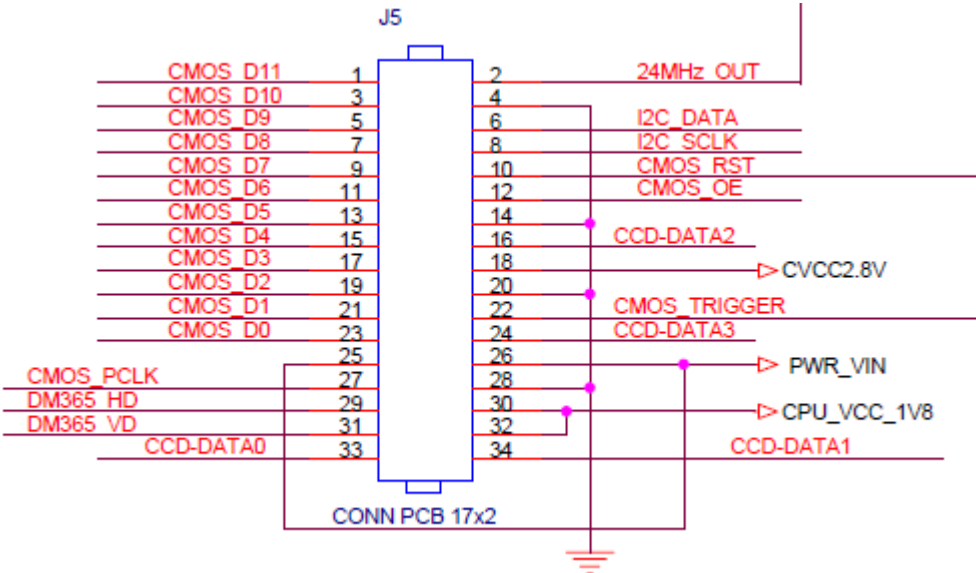 J5
CMOS_D11 1 2 24MHz_OUT
CMOS_D10 3 4
CMOS_D9 5 6 I2C_DATA
CMOS_D8 7 8 I2C_SCLK
CMOS_D7 9 10 CMOS_RST
CMOS_D6 11 12 CMOS_OE
CMOS_D5 13 14
CMOS_D4 15 16 CCD-DATA2
CMOS_D3 17 18 CVCC2.8V
CMOS_D2 19 20
CMOS_D1 21 22 CMOS_TRIGGER
CMOS_D0 23 24 CCD-DATA3
25 26 PWR_VIN
CMOS_PCLK 27 28
DM365_HD 29 30 CPU_VCC_1V8
DM365_VD 31 32
CCD-DATA0 33 34 CCD-DATA1
CONN PCB 17x2